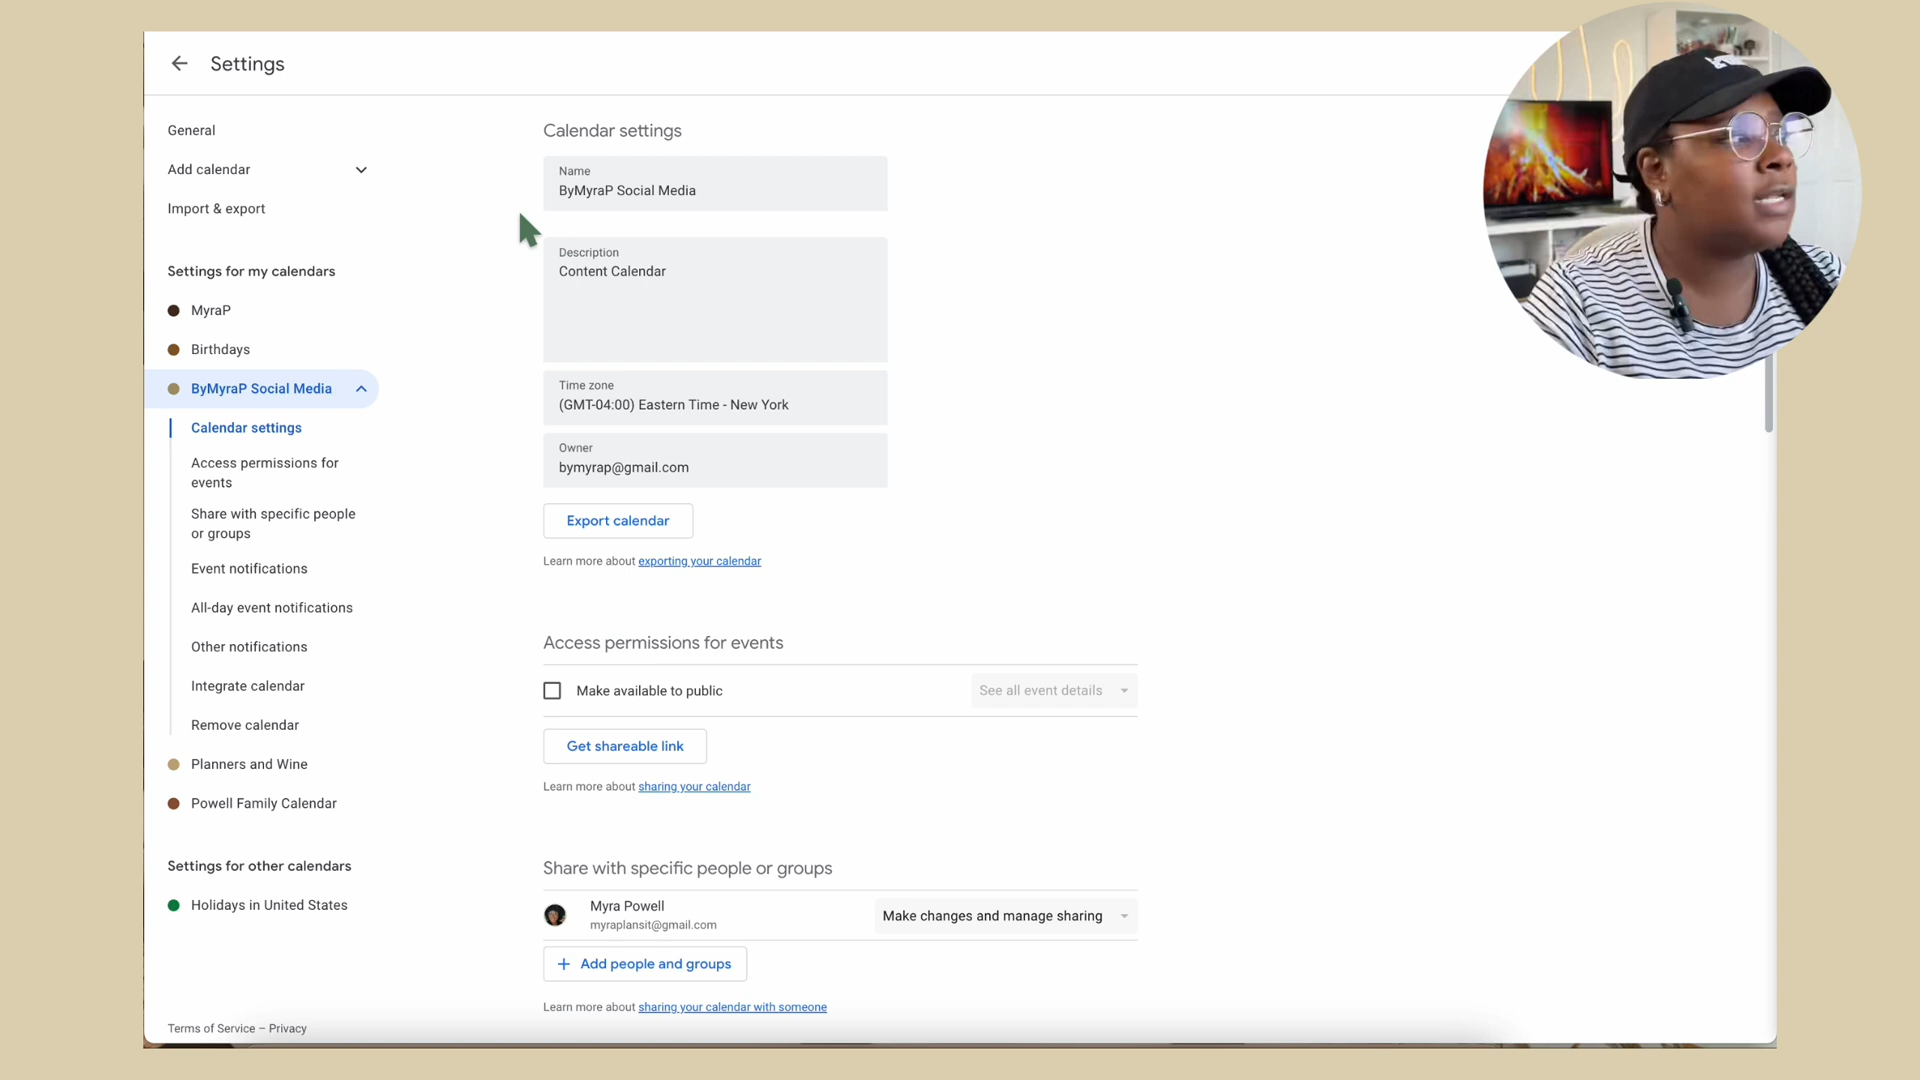 Settings
General
Add calendar
Import & export
Settings for my calendars
MyraP
Birthdays
ByMyraP Social Media
Calendar settings
Access permissions for
events
Share with specific people
or groups
Event notifications
All-day event notifications
Other notifications
Integrate calendar
Remove calendar
Planners and Wine
Powell Family Calendar
Settings for other calendars
Holidays in United States
Terms of Service – Privacy
Calendar settings
Name
ByMyraP Social Media
Description
Content Calendar
Time zone
(GMT-04:00) Eastern Time - New York
Owner
bymyrap@gmail.com
Export calendar
Learn more about exporting your calendar
Access permissions for events
Make available to public
See all event details
Get shareable link
Learn more about sharing your calendar
Share with specific people or groups
Myra Powell
myraplansit@gmail.com
Make changes and manage sharing
+ Add people and groups
Learn more about sharing your calendar with someone